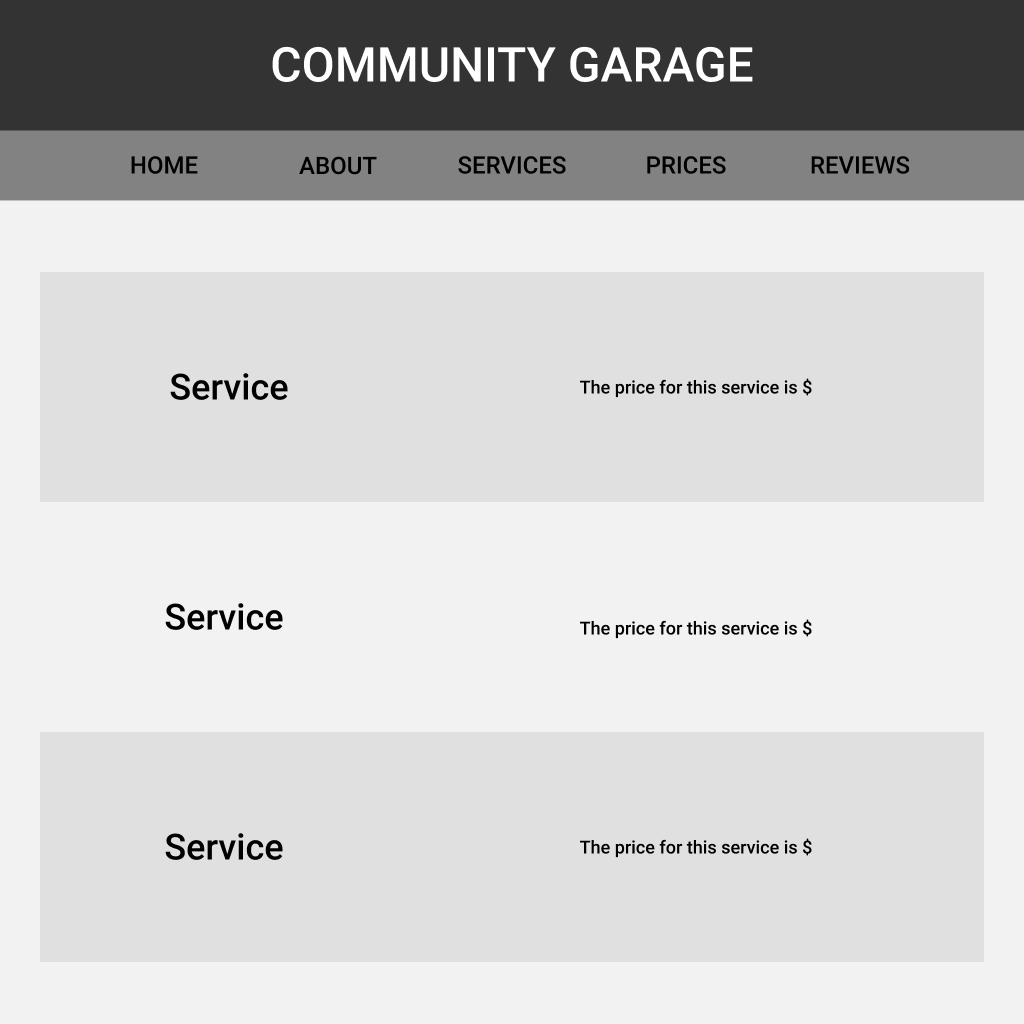 COMMUNITY GARAGE
HOME ABOUT SERVICES PRICES REVIEWS
Service The price for this service is $
Service The price for this service is $
Service The price for this service is $